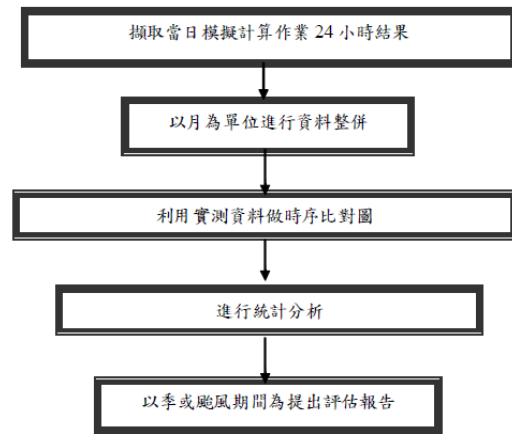 擷取當日模擬計算作業 24 小時結果
以月為單位進行資料整併
利用實測資料做時序比對圖
進行統計分析
以季或颱風期間為提出評估報告